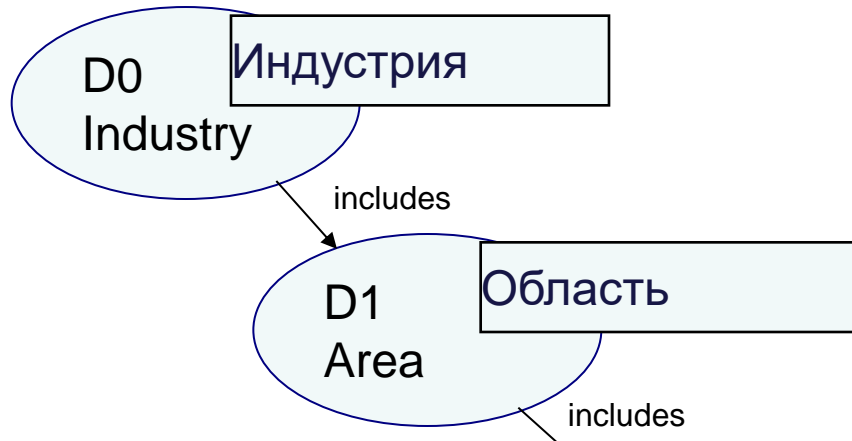 D0
Industry
Индустрия
includes
D1
Area
Область
includes